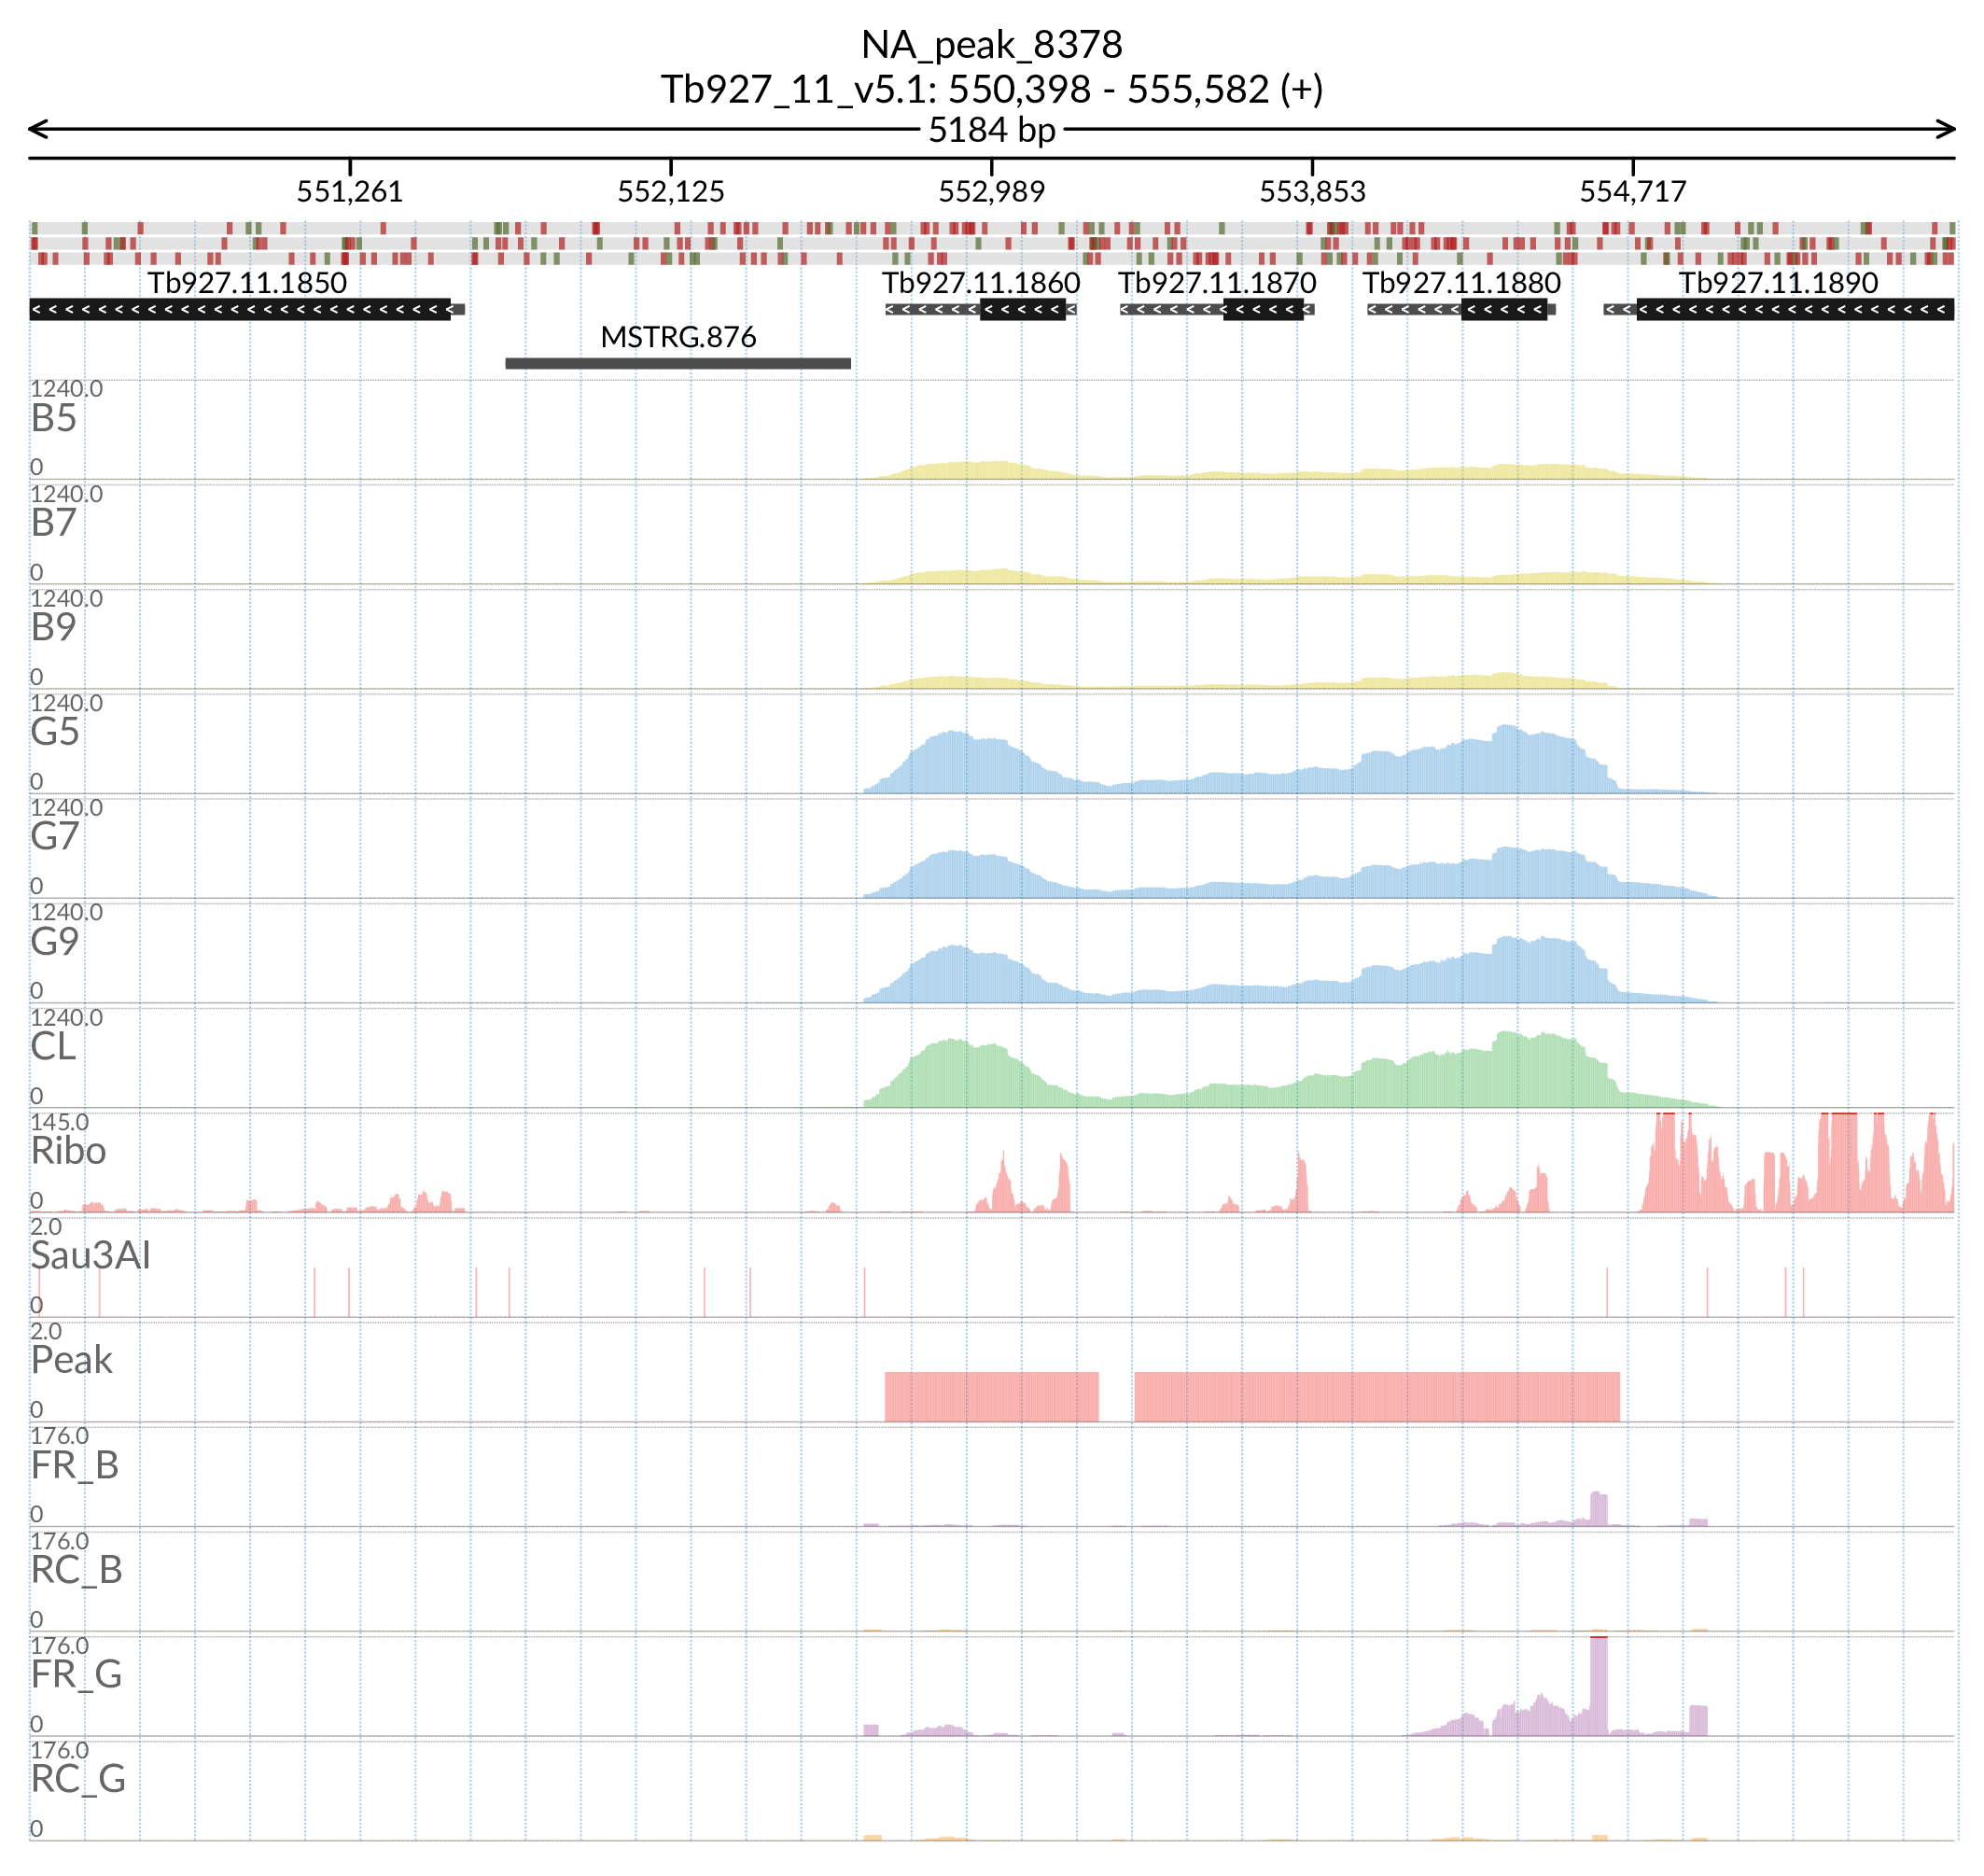 NA_peak_8378
Tb927_11_v5.1: 550,398 - 555,582 (+)
5184 bp
551,261 552,125 552,989 553,853 554,717
Tb927.11.1850 Tb927.11.1860 Tb927.11.1870 Tb927.11.1880 Tb927.11.1890
MSTRG.876
1240.0
B5
0
1240.0
B7
0
1240.0
B9
0
1240.0
G5
0
1240.0
G7
0
1240.0
G9
0
1240.0
CL
0
145.0
Ribo
0
2.0
Sau3AI
0
2.0
Peak
0
176.0
FR_B
0
176.0
RC_B
0
176.0
FR_G
0
176.0
RC_G
0